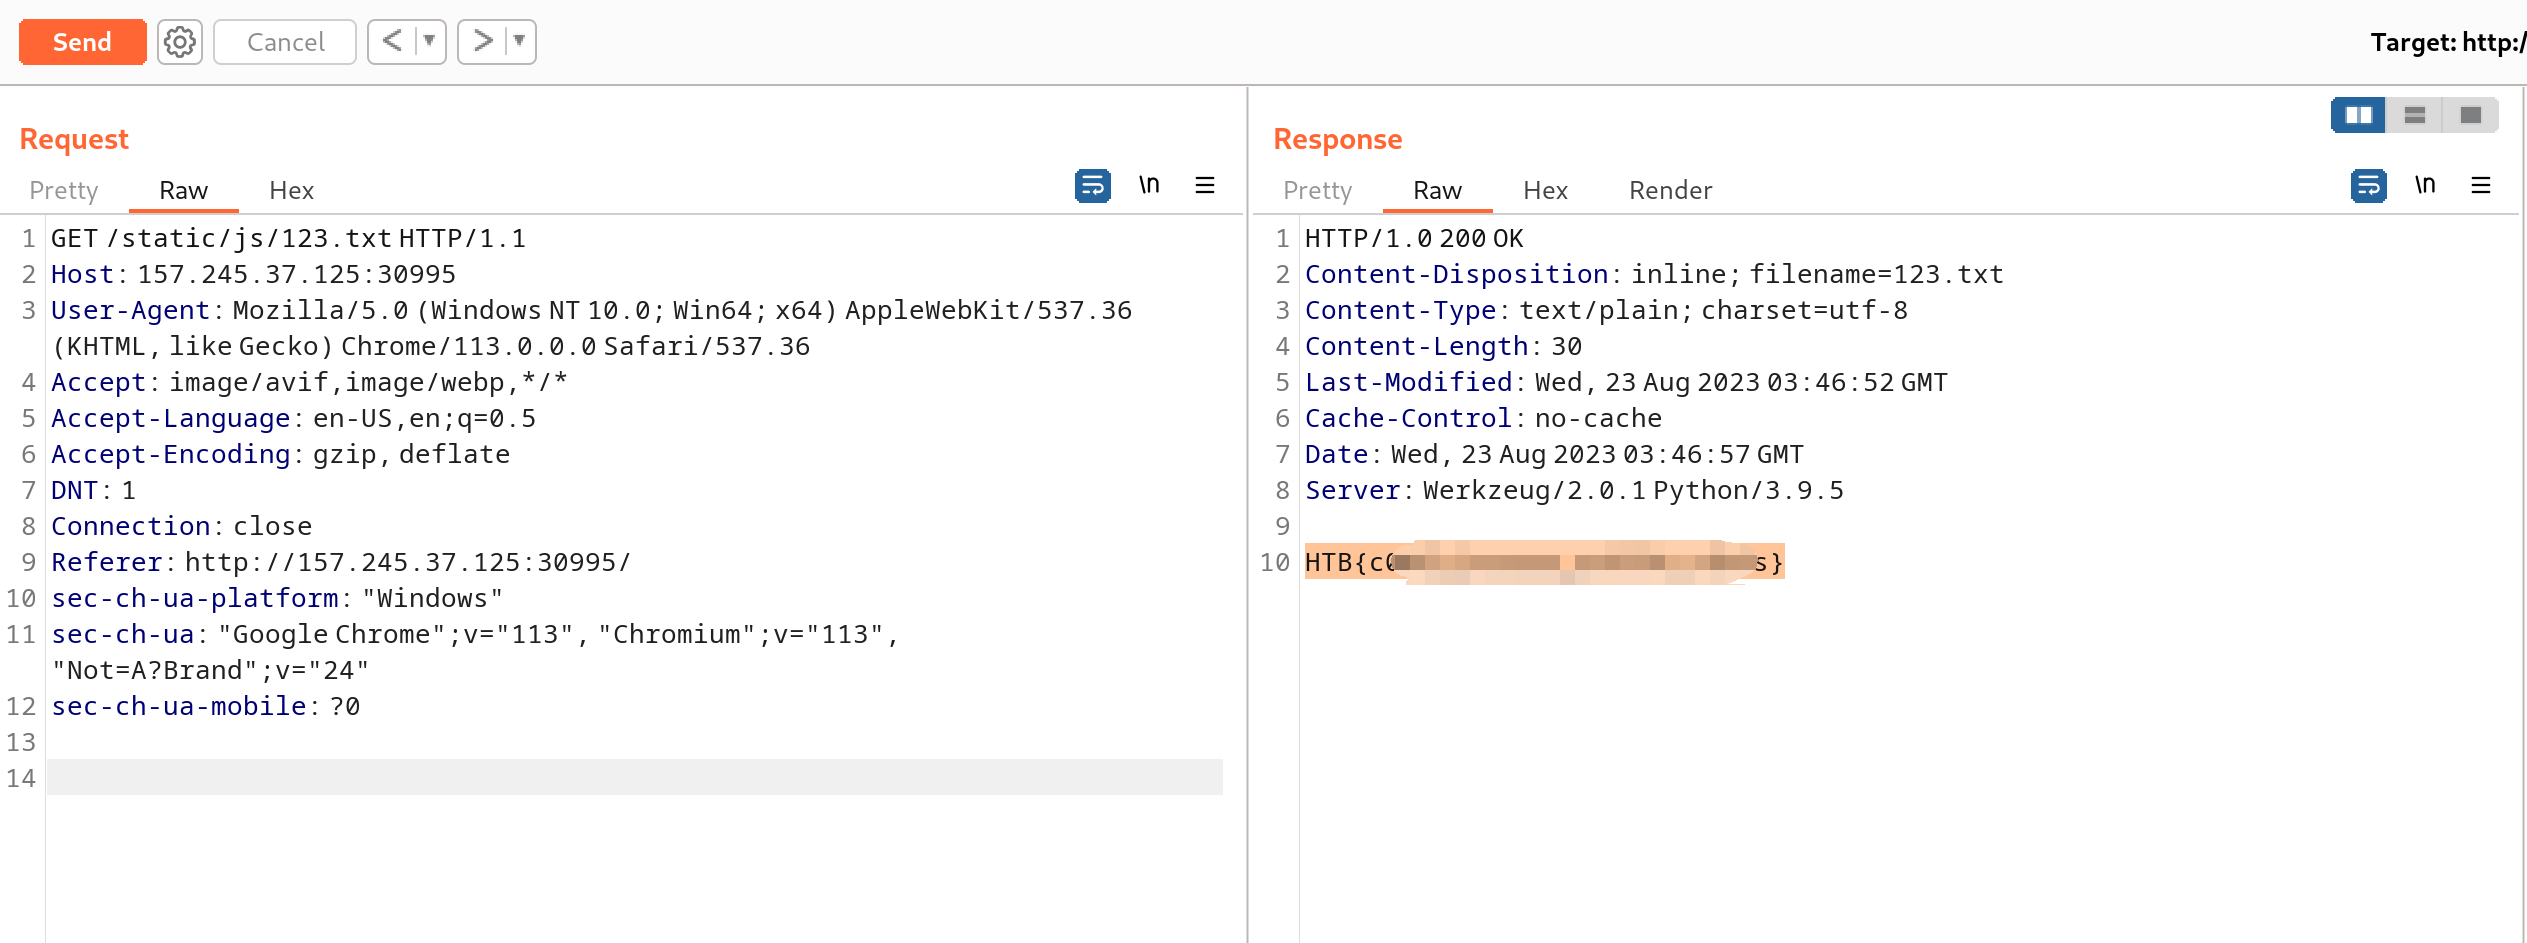 Send
Cancel
Target: http:/
Request
Pretty Raw Hex
\n
1 GET /static/js/123.txt HTTP/1.1
2 Host: 157.245.37.125:30995
3 User-Agent: Mozilla/5.0 (Windows NT 10.0; Win64; x64) AppleWebKit/537.36
(KHTML, like Gecko) Chrome/113.0.0.0 Safari/537.36
4 Accept: image/avif,image/webp,*/*
5 Accept-Language: en-US,en;q=0.5
6 Accept-Encoding: gzip, deflate
7 DNT: 1
8 Connection: close
9 Referer: http://157.245.37.125:30995/
10 sec-ch-ua-platform: "Windows"
11 sec-ch-ua: "Google Chrome";v="113", "Chromium";v="113",
"Not=A?Brand";v="24"
12 sec-ch-ua-mobile: ?0
13
14
Response
Pretty Raw Hex Render
\n
1 HTTP/1.0 200 OK
2 Content-Disposition: inline; filename=123.txt
3 Content-Type: text/plain; charset=utf-8
4 Content-Length: 30
5 Last-Modified: Wed, 23 Aug 2023 03:46:52 GMT
6 Cache-Control: no-cache
7 Date: Wed, 23 Aug 2023 03:46:57 GMT
8 Server: Werkzeug/2.0.1 Python/3.9.5
9
10 HTB{c s}